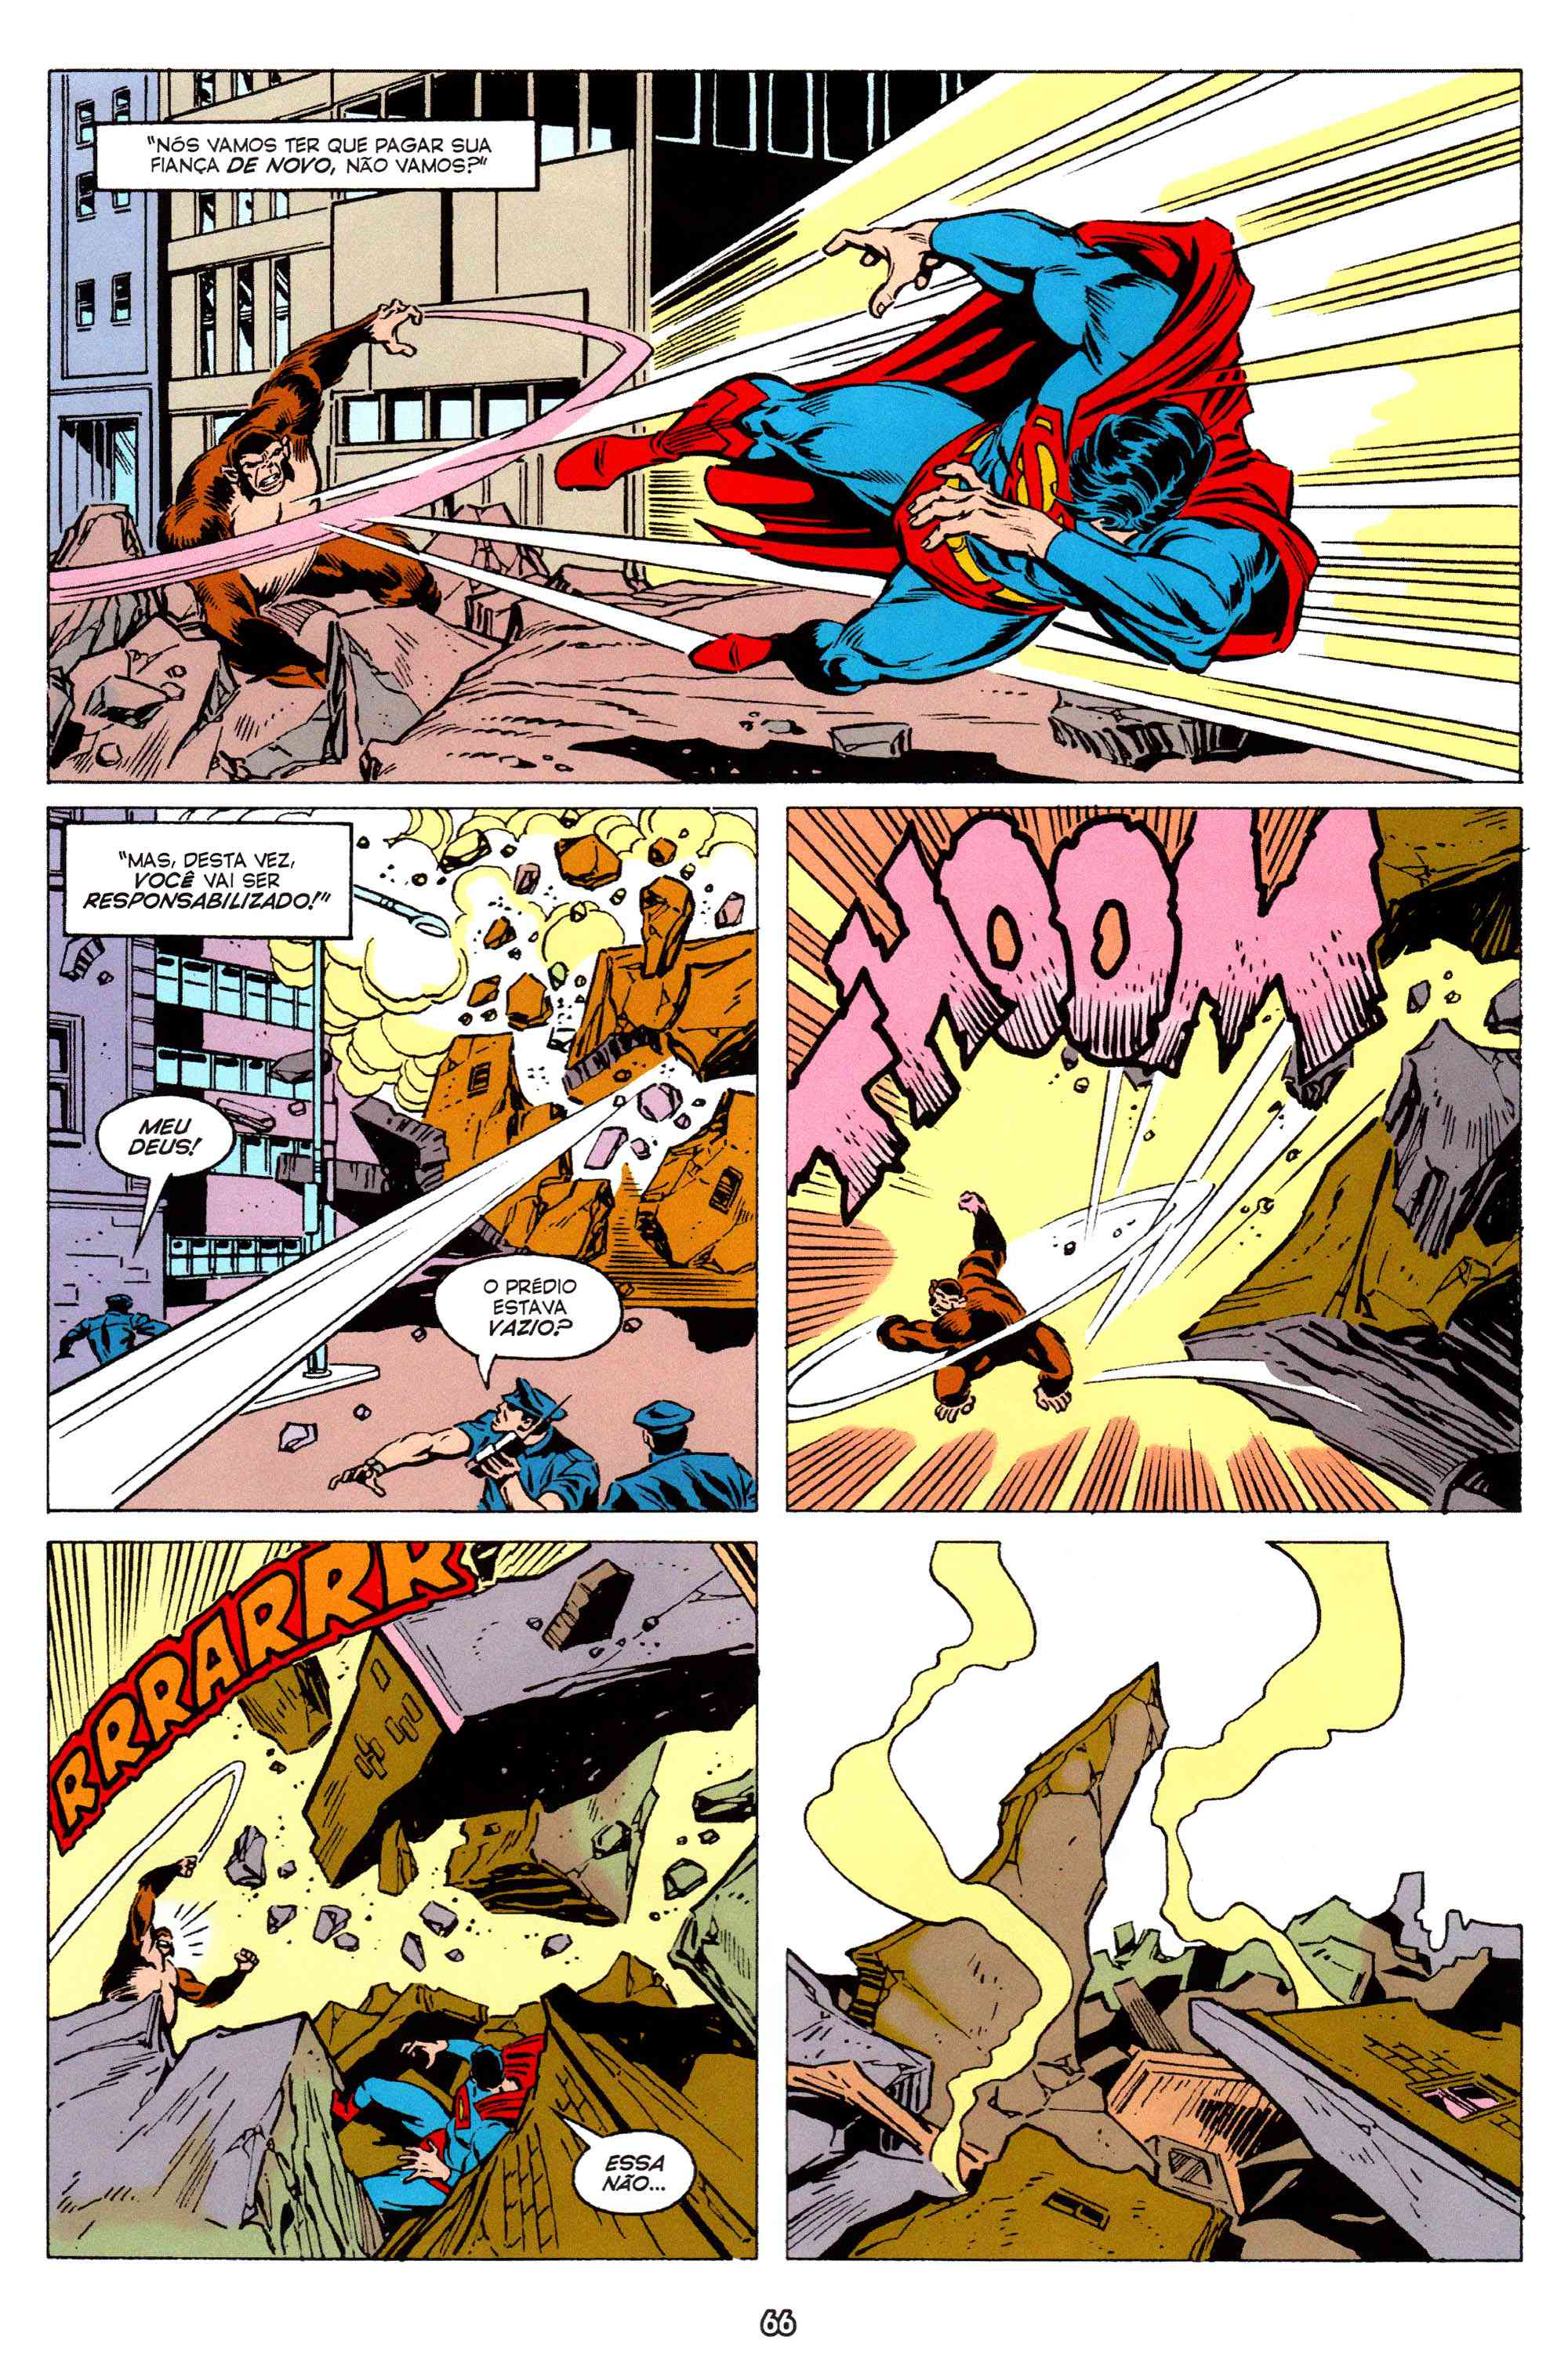 "NÓS VAMOS TER QUE PAGAR SUA
FIANÇA DE NOVO, NÃO VAMOS?"
"MAS, DESTA VEZ,
VOCÊ VAI SER
RESPONSABILIZADO!"
MEU
DEUS!
O PRÉDIO
ESTAVA
VAZIO?
THOOM
RRRARRR
ESSA
NÃO...
66